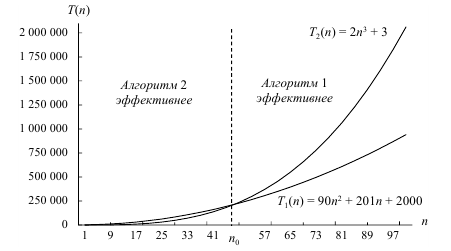 T(n)
2 000 000
1 750 000
1 500 000
1 250 000
1 000 000
750 000
500 000
250 000
0
T₂(n) = 2n³ + 3
Алгоритм 2
эффективнее
Алгоритм 1
эффективнее
T₁(n) = 90n² + 201n + 2000
1 9 17 25 33 41 n₀ 57 65 73 81 89 97 n